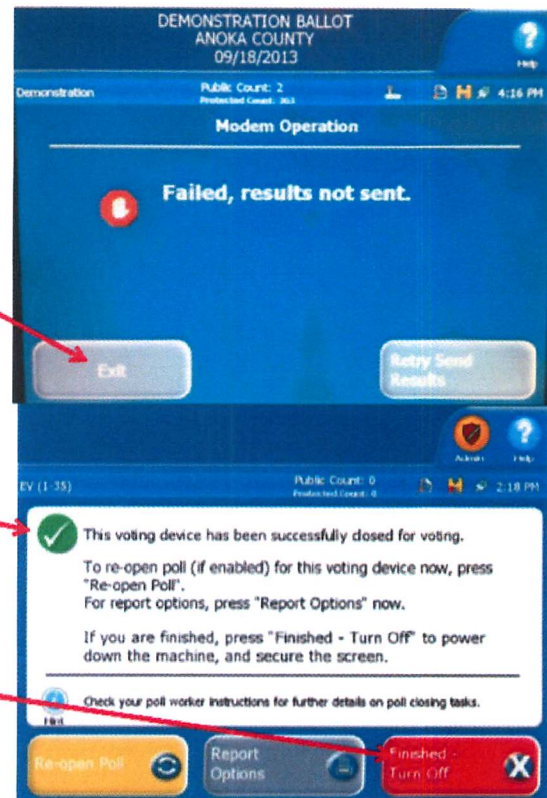 DEMONSTRATION BALLOT
ANOKA COUNTY
09/18/2013
Help
Demonstration
Public Count: 2
Protected Count: 303
4:16 PM
Modem Operation
Failed, results not sent.
Exit
Retry Send
Results
Admin
Help
EV (1-35)
Public Count: 0
Protected Count: 0
2:18 PM
This voting device has been successfully closed for voting.
To re-open poll (if enabled) for this voting device now, press
"Re-open Poll".
For report options, press "Report Options" now.
If you are finished, press "Finished - Turn Off" to power
down the machine, and secure the screen.
Hint
Check your poll worker instructions for further details on poll closing tasks.
Re-open Poll
Report
Options
Finished -
Turn Off